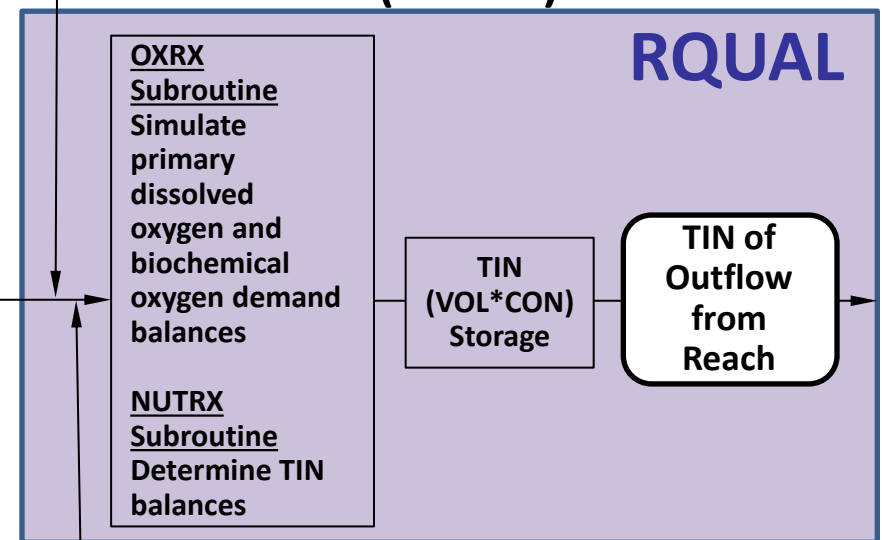 RQUAL
OXRX
Subroutine
Simulate
primary
dissolved
oxygen and
biochemical
oxygen demand
balances
NUTRX
Subroutine
Determine TIN
balances
TIN
(VOL*CON)
Storage
TIN of
Outflow
from
Reach